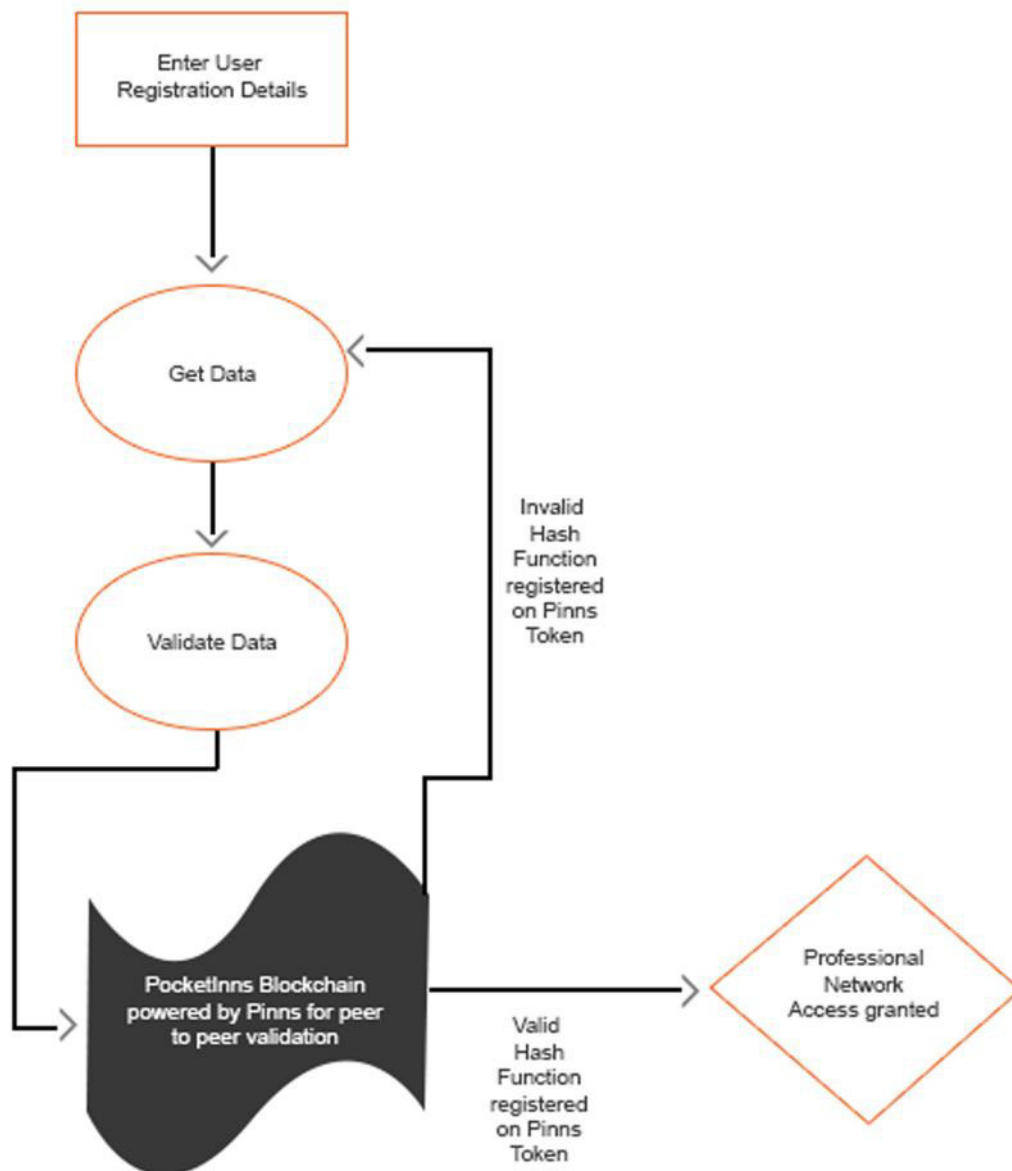 Enter User
Registration Details
Get Data
Invalid
Hash
Function
registered
on Pinns
Token
Validate Data
PocketInns Blockchain
powered by Pinns for peer
to peer validation
Valid
Hash
Function
registered
on Pinns
Token
Professional
Network
Access granted